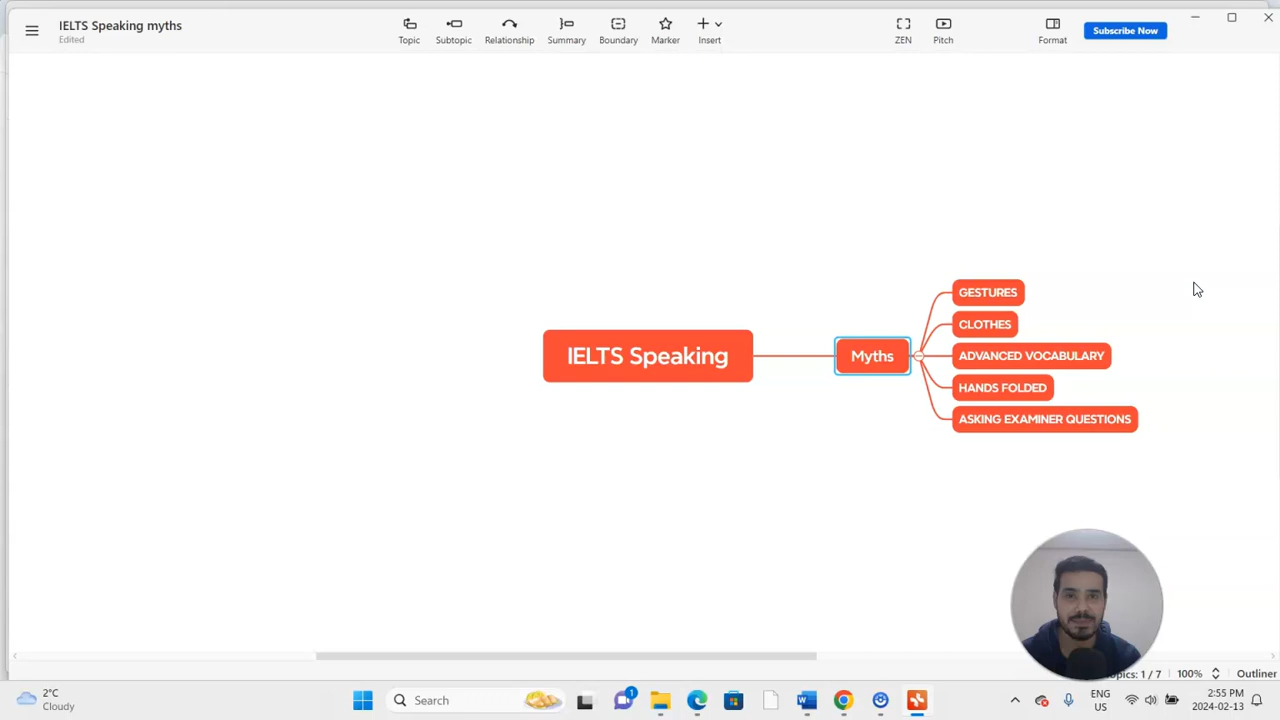 IELTS Speaking myths
Edited
Topic
Subtopic
Relationship
Summary
Boundary
Marker
Insert
ZEN
Pitch
Format
Subscribe Now
IELTS Speaking
Myths
GESTURES
CLOTHES
ADVANCED VOCABULARY
HANDS FOLDED
ASKING EXAMINER QUESTIONS
opics: 1 / 7
100%
Outliner
2°C
Cloudy
Search
1
ENG
US
2:55 PM
2024-02-13